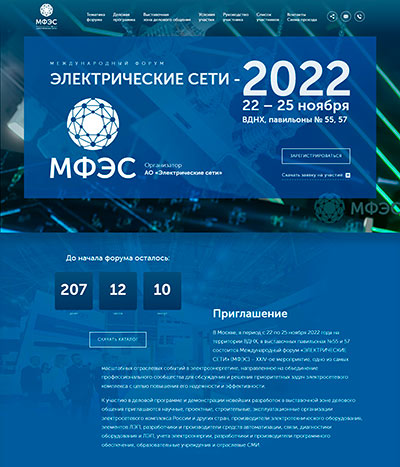 МФЭС
Тематика форума
Деловая программа
Выставочная зона делового общения
Условия участия
Руководство участника
Список участников
Контакты Схема прохода
МЕЖДУНАРОДНЫЙ ФОРУМ
ЭЛЕКТРИЧЕСКИЕ СЕТИ - 2022
22 – 25 ноября
ВДНХ, павильоны № 55, 57
МФЭС
Организатор
АО «Электрические сети»
ЗАРЕГИСТРИРОВАТЬСЯ
Скачать заявку на участие
МФЭС
До начала форума осталось:
207 12 10
СКАЧАТЬ КАТАЛОГ
Приглашение
В Москве, в период с 22 по 25 ноября 2022 года на
территории ВДНХ, в выставочных павильонах №55 и 57
состоится Международный форум «ЭЛЕКТРИЧЕСКИЕ
СЕТИ» (МФЭС) - XXIV-ое мероприятие, одно из самых
масштабных отраслевых событий в электроэнергетике, направленное на объединение
профессионального сообщества для обсуждения и решения приоритетных задач электросетевого
комплекса с целью повышения его надежности и эффективности.
К участию в деловой программе и демонстрации новейших разработок в выставочной зоне делового
общения приглашаются научные, проектные, строительные, эксплуатационные организации
электросетевого комплекса России и других стран, производители электротехнического оборудования,
элементов ЛЭП, разработчики и производители средств автоматизации, связи, диагностики
оборудования и ЛЭП, учета электроэнергии, разработчики и производители программного
обеспечения, образовательные учреждения и отраслевые СМИ.